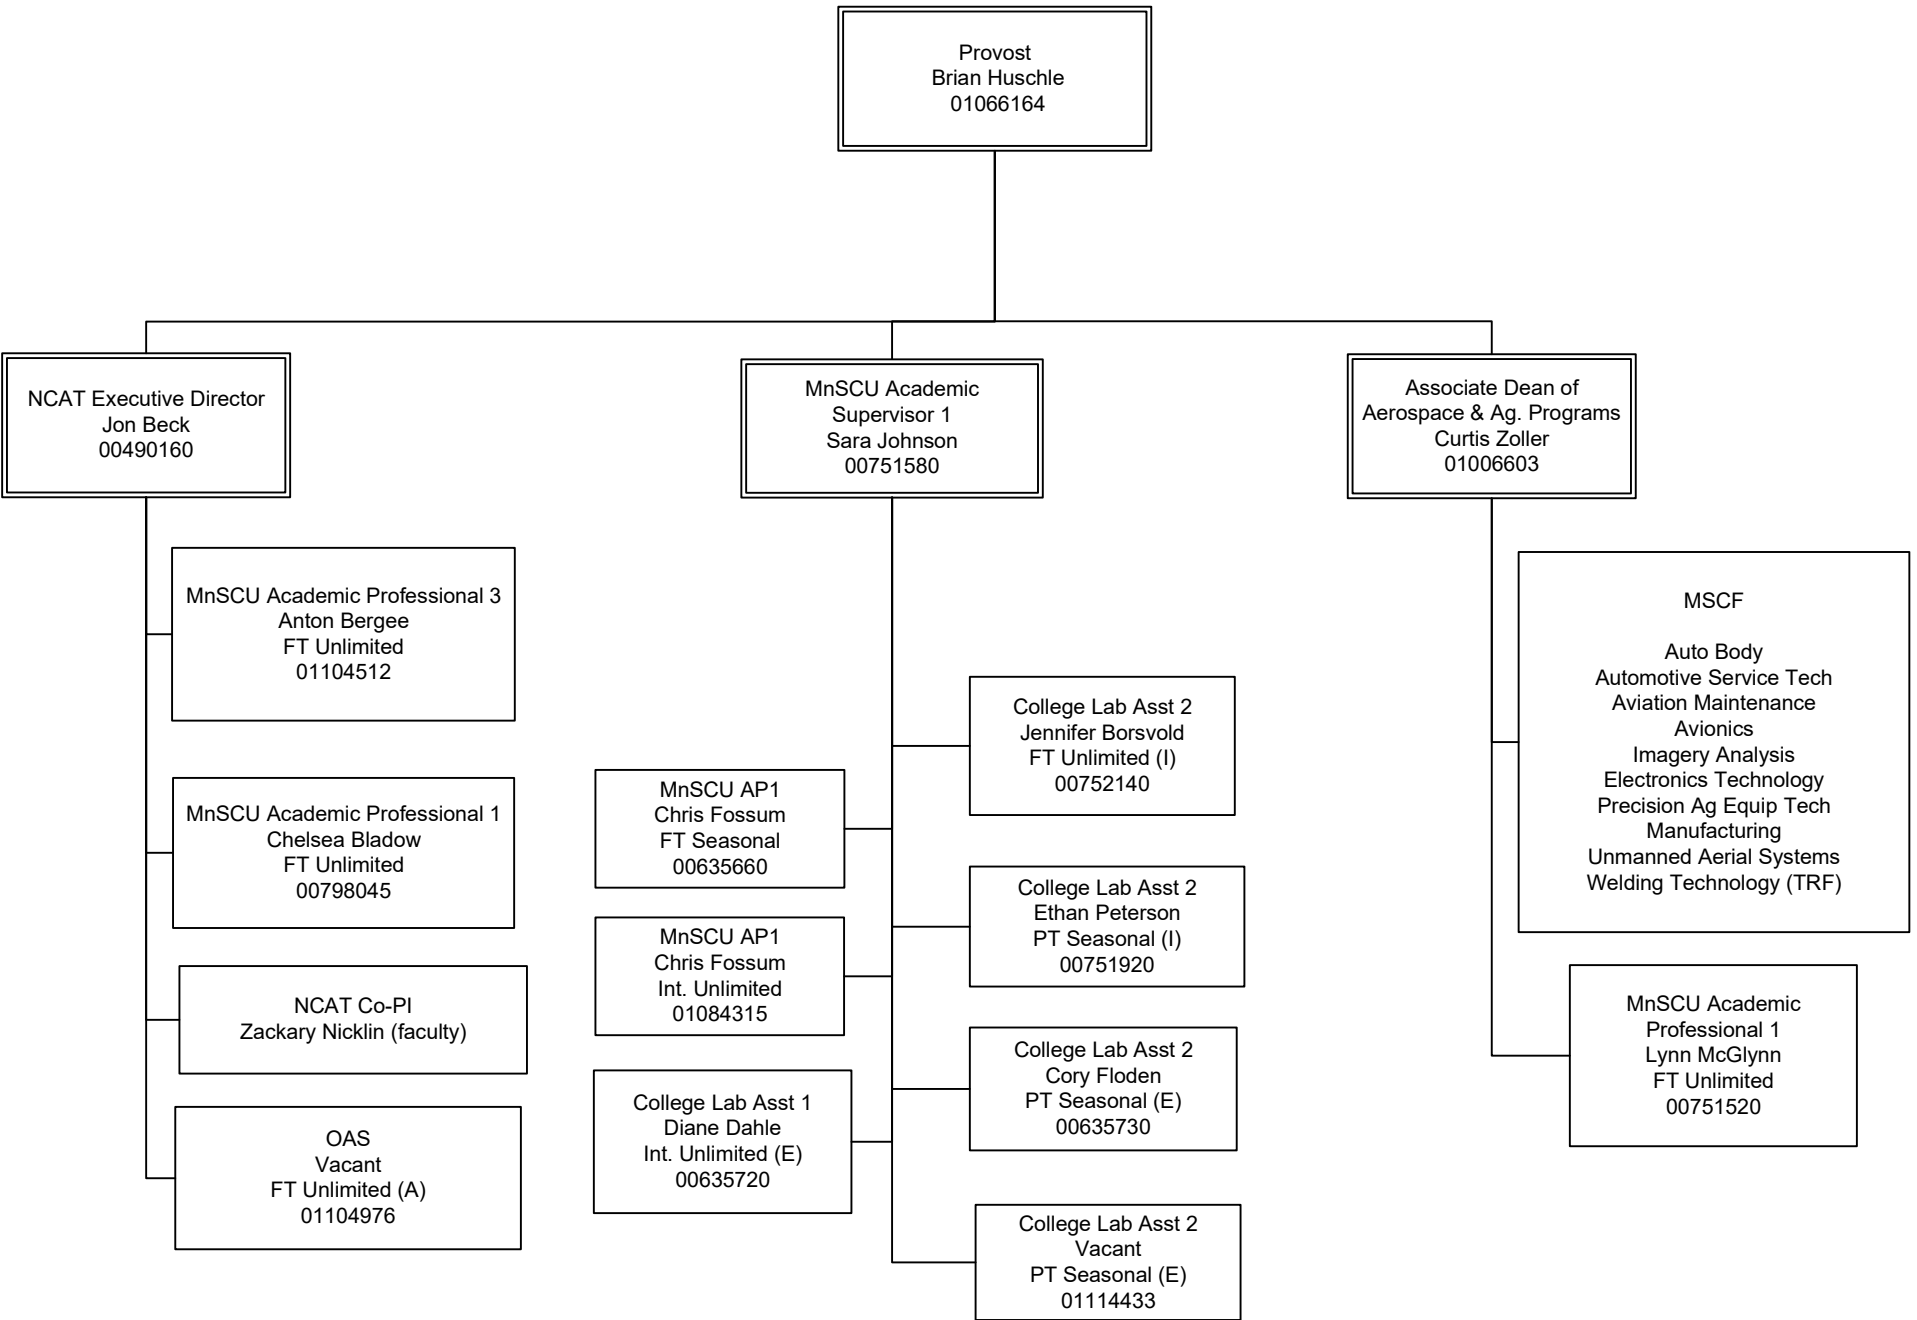 Provost
Brian Huschle
01066164
NCAT Executive Director
Jon Beck
00490160
MnSCU Academic
Supervisor 1
Sara Johnson
00751580
Associate Dean of
Aerospace & Ag. Programs
Curtis Zoller
01006603
MnSCU Academic Professional 3
Anton Bergee
FT Unlimited
01104512
MnSCU Academic Professional 1
Chelsea Bladow
FT Unlimited
00798045
NCAT Co-PI
Zackary Nicklin (faculty)
OAS
Vacant
FT Unlimited (A)
01104976
MnSCU AP1
Chris Fossum
FT Seasonal
00635660
MnSCU AP1
Chris Fossum
Int. Unlimited
01084315
College Lab Asst 1
Diane Dahle
Int. Unlimited (E)
00635720
College Lab Asst 2
Jennifer Borsvold
FT Unlimited (I)
00752140
College Lab Asst 2
Ethan Peterson
PT Seasonal (I)
00751920
College Lab Asst 2
Cory Floden
PT Seasonal (E)
00635730
College Lab Asst 2
Vacant
PT Seasonal (E)
01114433
MSCF
Auto Body
Automotive Service Tech
Aviation Maintenance
Avionics
Imagery Analysis
Electronics Technology
Precision Ag Equip Tech
Manufacturing
Unmanned Aerial Systems
Welding Technology (TRF)
MnSCU Academic
Professional 1
Lynn McGlynn
FT Unlimited
00751520